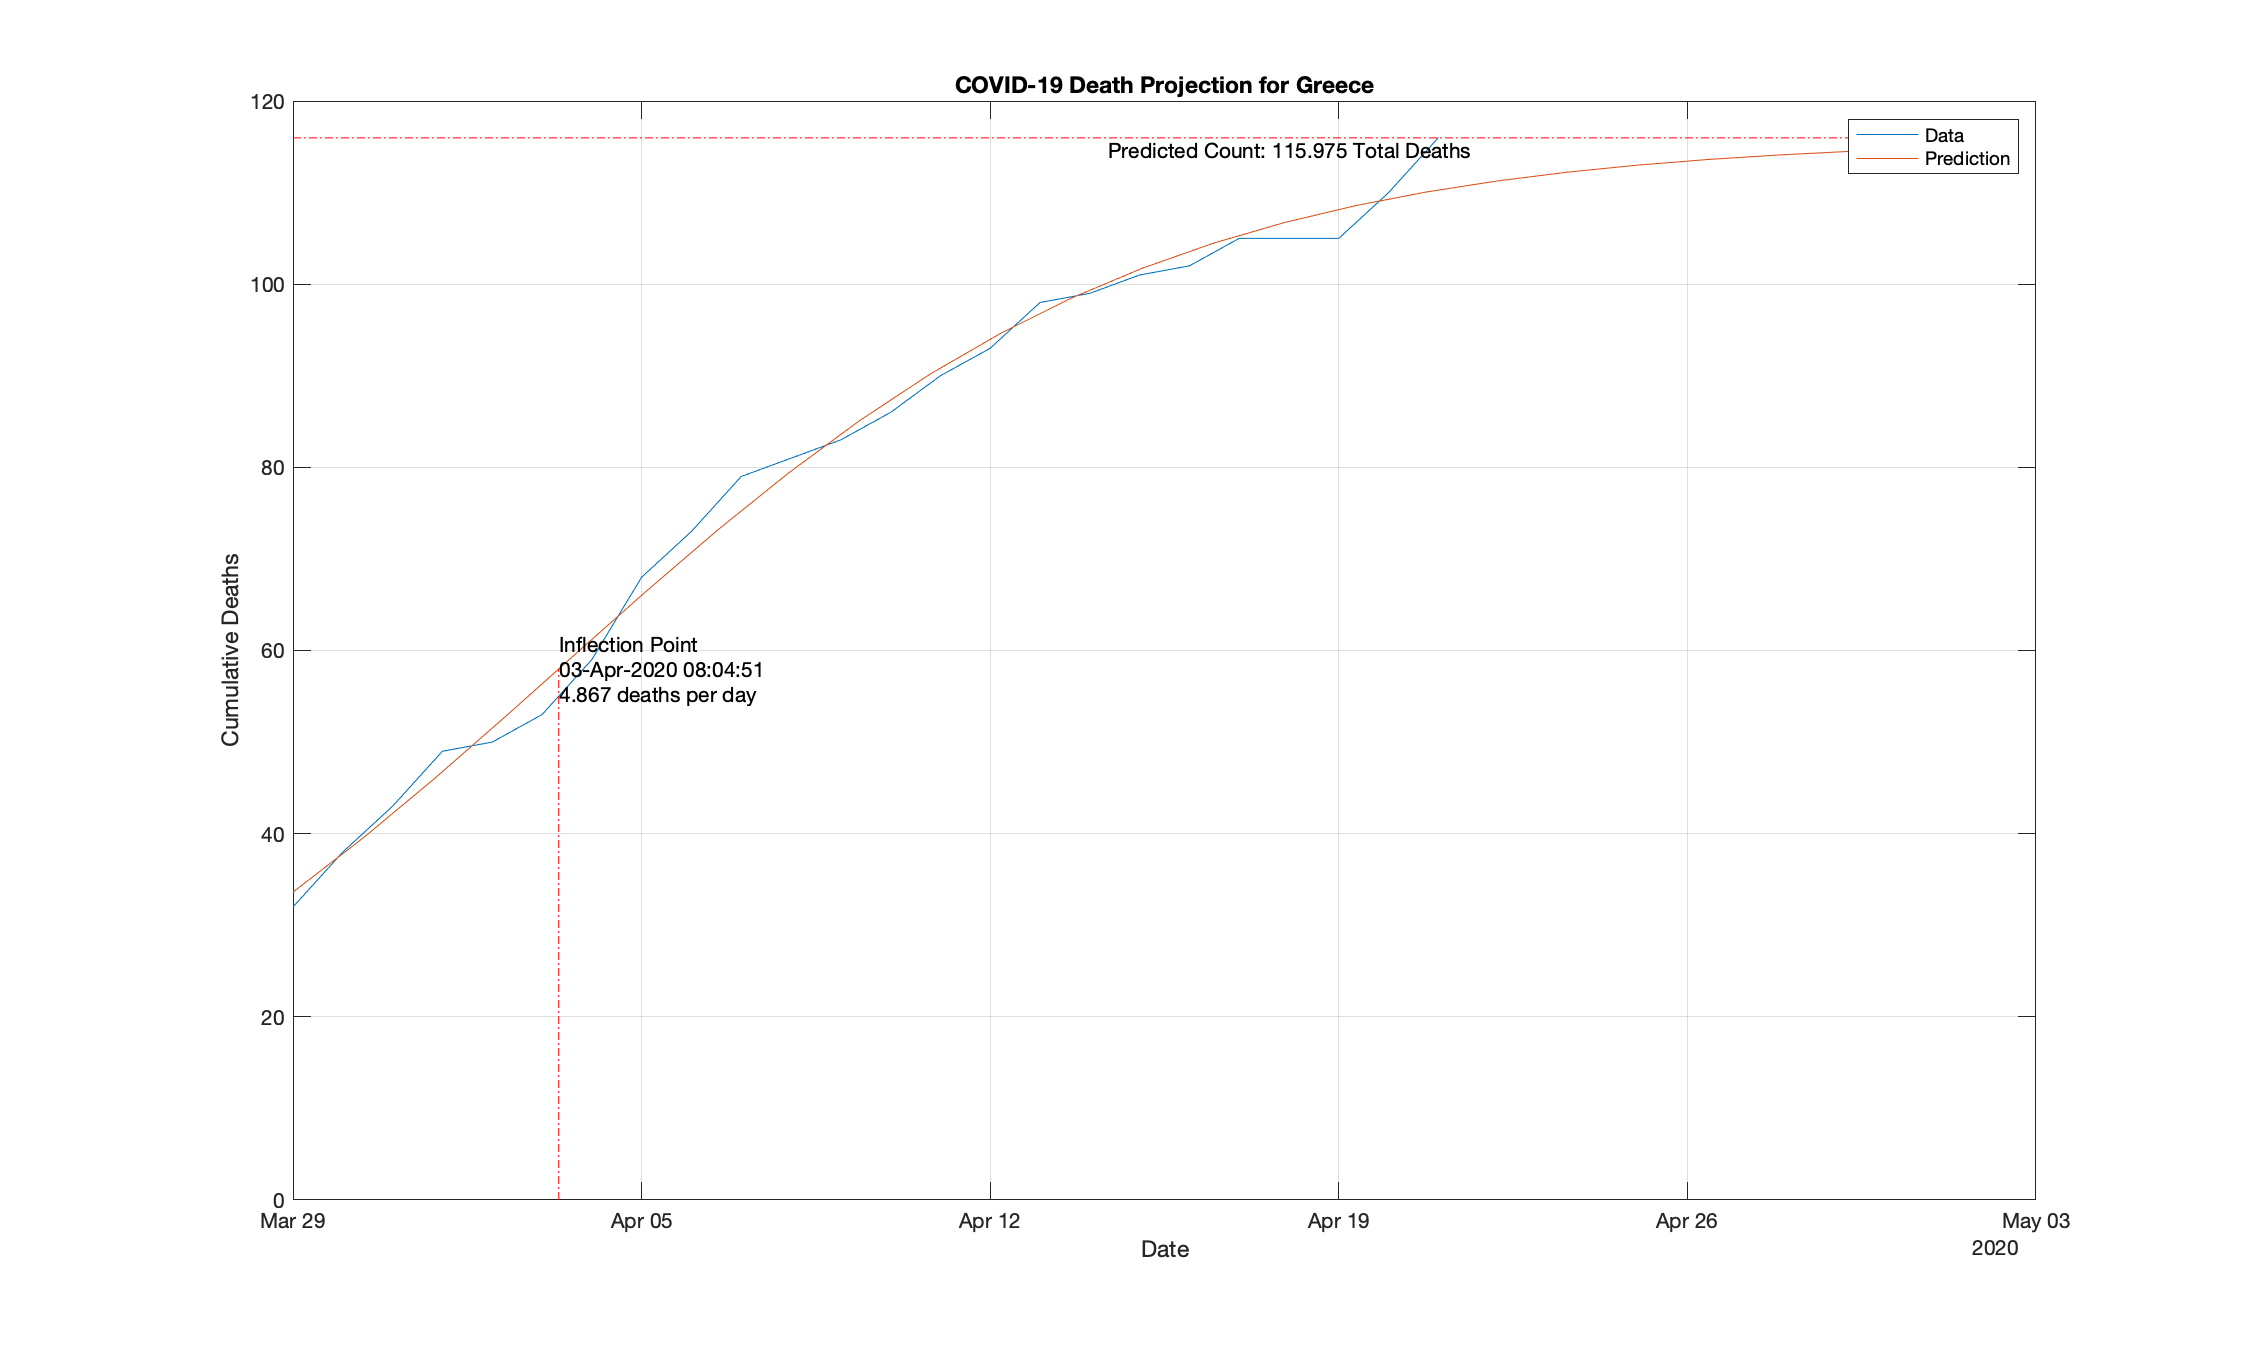 COVID-19 Death Projection for Greece
120
100
80
60
40
20
0
Cumulative Deaths
Predicted Count: 115.975 Total Deaths
Data
Prediction
Inflection Point
03-Apr-2020 08:04:51
4.867 deaths per day
Mar 29
Apr 05
Apr 12
Apr 19
Apr 26
May 03
Date
2020